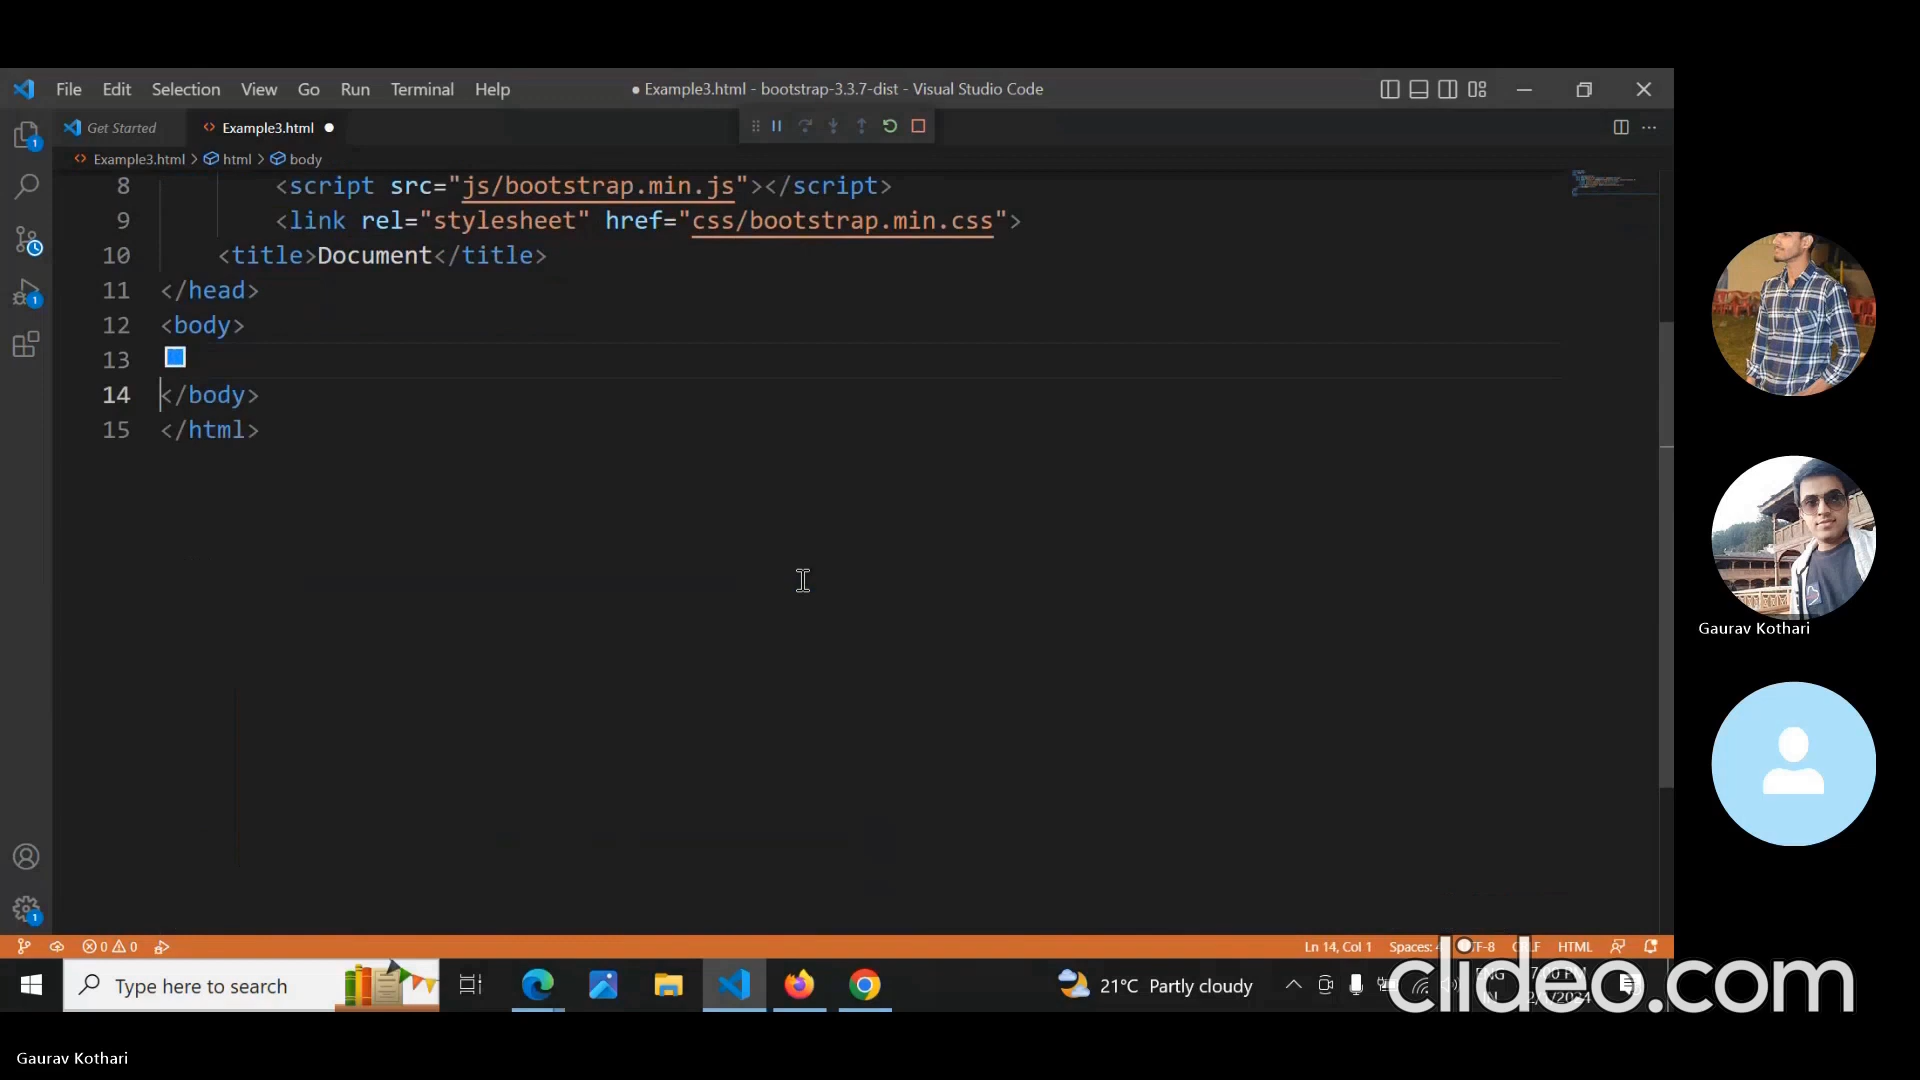 File Edit Selection View Go Run Terminal Help
● Example3.html - bootstrap-3.3.7-dist - Visual Studio Code
Get Started
Example3.html ●
Example3.html > html > body
8 <script src="js/bootstrap.min.js"></script>
9 <link rel="stylesheet" href="css/bootstrap.min.css">
10 <title>Document</title>
11 </head>
12 <body>
13
14 </body>
15 </html>
Gaurav Kothari
0 0
Ln 14, Col 1 Spaces: HTML
Type here to search
21°C Partly cloudy
ENG
clideo.com
Gaurav Kothari